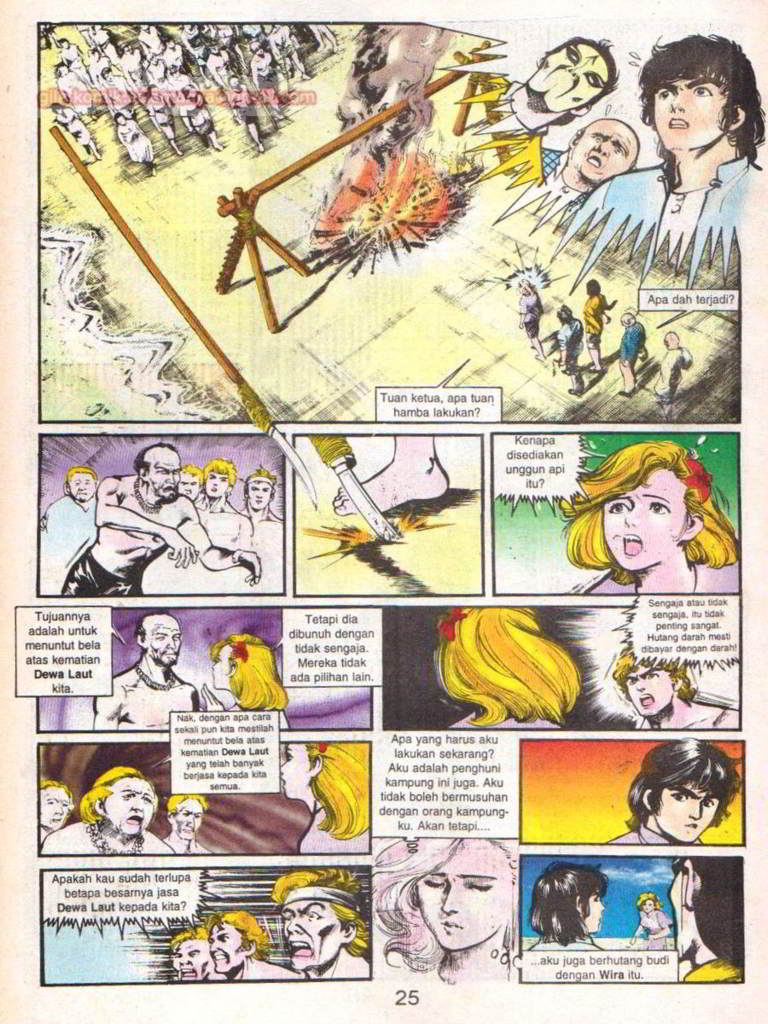 Apa dah terjadi?
Tuan ketua, apa tuan
hamba lakukan?
Kenapa
disediakan
unggun api
itu?
Tujuannya
adalah untuk
menuntut bela
atas kematian
Dewa Laut
kita.
Tetapi dia
dibunuh dengan
tidak sengaja.
Mereka tidak
ada pilihan lain.
Sengaja atau tidak
sengaja, itu tidak
penting sangat.
Hutang darah mesti
dibayar dengan darah!
Nak, dengan apa cara
sekali pun kita mestilah
menuntut bela atas
kematian Dewa Laut
yang telah banyak
berjasa kepada kita
semua.
Apa yang harus aku
lakukan sekarang?
Aku adalah penghuni
kampung ini juga. Aku
tidak boleh bermusuhan
dengan orang kampung-
ku. Akan tetapi....
Apakah kau sudah terlupa
betapa besarnya jasa
Dewa Laut kepada kita?
...aku juga berhutang budi
dengan Wira itu.
25